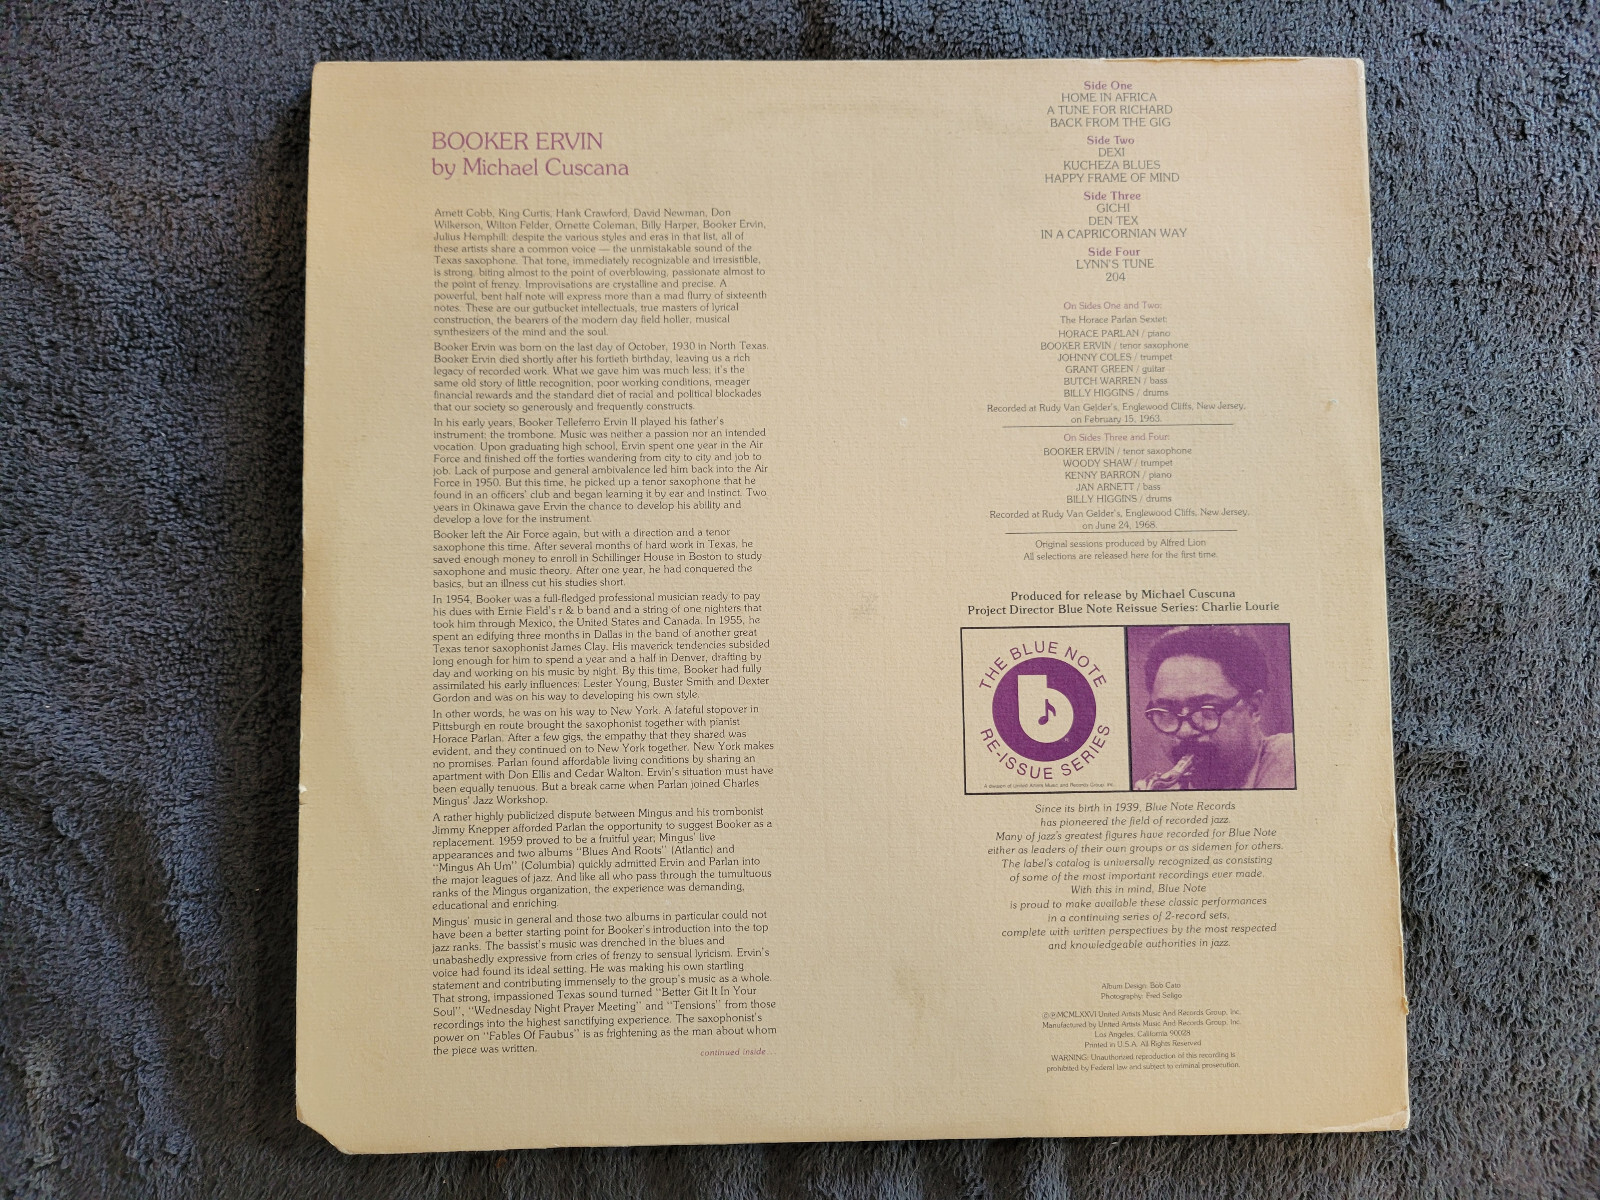 BOOKER ERVIN
by Michael Cuscana
Arnett Cobb, King Curtis, Hank Crawford, David Newman, Don
Wilkerson, Wilton Felder, Ornette Coleman, Billy Harper, Booker Ervin,
Julius Hemphill: despite the various styles and eras in that list, all of
these artists share a common voice — the unmistakable sound of the
Texas saxophone. That tone, immediately recognizable and irresistible,
is strong, biting almost to the point of overblowing, passionate almost to
the point of frenzy. Improvisations are crystalline and precise. A
powerful, bent half note will express more than a mad flurry of sixteenth
notes. These are our gutbucket intellectuals, true masters of lyrical
construction, the bearers of the modern day field holler, musical
synthesizers of the mind and the soul.
Booker Ervin was born on the last day of October, 1930 in North Texas.
Booker Ervin died shortly after his fortieth birthday, leaving us a rich
legacy of recorded work. What we gave him was much less; it's the
same old story of little recognition, poor working conditions, meager
financial rewards and the standard diet of racial and political blockades
that our society so generously and frequently constructs.
In his early years, Booker Telleferro Ervin II played his father's
instrument: the trombone. Music was neither a passion nor an intended
vocation. Upon graduating high school, Ervin spent one year in the Air
Force and finished off the forties wandering from city to city and job to
job. Lack of purpose and general ambivalence led him back into the Air
Force in 1950. But this time, he picked up a tenor saxophone that he
found in an officers' club and began learning it by ear and instinct. Two
years in Okinawa gave Ervin the chance to develop his ability and
develop a love for the instrument.
Booker left the Air Force again, but with a direction and a tenor
saxophone this time. After several months of hard work in Texas, he
saved enough money to enroll in Schillinger House in Boston to study
saxophone and music theory. After one year, he had conquered the
basics, but an illness cut his studies short.
In 1954, Booker was a full-fledged professional musician ready to pay
his dues with Ernie Field's r & b band and a string of one nighters that
took him through Mexico, the United States and Canada. In 1955, he
spent an edifying three months in Dallas in the band of another great
Texas tenor saxophonist James Clay. His maverick tendencies subsided
long enough for him to spend a year and a half in Denver, drafting by
day and working on his music by night. By this time, Booker had fully
assimilated his early influences: Lester Young, Buster Smith and Dexter
Gordon and was on his way to developing his own style.
In other words, he was on his way to New York. A fateful stopover in
Pittsburgh en route brought the saxophonist together with pianist
Horace Parlan. After a few gigs, the empathy that they shared was
evident, and they continued on to New York together. New York makes
no promises. Parlan found affordable living conditions by sharing an
apartment with Don Ellis and Cedar Walton. Ervin's situation must have
been equally tenuous. But a break came when Parlan joined Charles
Mingus' Jazz Workshop.
A rather highly publicized dispute between Mingus and his trombonist
Jimmy Knepper afforded Parlan the opportunity to suggest Booker as a
replacement. 1959 proved to be a fruitful year; Mingus' live
appearances and two albums "Blues And Roots" (Atlantic) and
"Mingus Ah Um" (Columbia) quickly admitted Ervin and Parlan into
the major leagues of jazz. And like all who pass through the tumultuous
ranks of the Mingus organization, the experience was demanding,
educational and enriching.
Mingus' music in general and those two albums in particular could not
have been a better starting point for Booker's introduction into the top
jazz ranks. The bassist's music was drenched in the blues and
unabashedly expressive from cries of frenzy to sensual lyricism. Ervin's
voice had found its ideal setting. He was making his own startling
statement and contributing immensely to the group's music as a whole.
That strong, impassioned Texas sound turned "Better Git It In Your
Soul", "Wednesday Night Prayer Meeting" and "Tensions" from those
recordings into the highest sanctifying experience. The saxophonist's
power on "Fables Of Faubus" is as frightening as the man about whom
the piece was written.
continued inside...
Side One
HOME IN AFRICA
A TUNE FOR RICHARD
BACK FROM THE GIG
Side Two
DEXI
KUCHEZA BLUES
HAPPY FRAME OF MIND
Side Three
GICHI
DEN TEX
IN A CAPRICORNIAN WAY
Side Four
LYNN'S TUNE
204
On Sides One and Two:
The Horace Parlan Sextet:
HORACE PARLAN / piano
BOOKER ERVIN / tenor saxophone
JOHNNY COLES / trumpet
GRANT GREEN / guitar
BUTCH WARREN / bass
BILLY HIGGINS / drums
Recorded at Rudy Van Gelder's, Englewood Cliffs, New Jersey,
on February 15, 1963.
On Sides Three and Four:
BOOKER ERVIN / tenor saxophone
WOODY SHAW / trumpet
KENNY BARRON / piano
JAN ARNETT / bass
BILLY HIGGINS / drums
Recorded at Rudy Van Gelder's, Englewood Cliffs, New Jersey,
on June 24, 1968.
Original sessions produced by Alfred Lion
All selections are released here for the first time.
Produced for release by Michael Cuscuna
Project Director Blue Note Reissue Series: Charlie Lourie
THE BLUE NOTE
b
RE-ISSUE SERIES
A division of United Artists Music and Records Group, Inc.
Since its birth in 1939, Blue Note Records
has pioneered the field of recorded jazz.
Many of jazz's greatest figures have recorded for Blue Note
either as leaders of their own groups or as sidemen for others.
The label's catalog is universally recognized as consisting
of some of the most important recordings ever made.
With this in mind, Blue Note
is proud to make available these classic performances
in a continuing series of 2-record sets,
complete with written perspectives by the most respected
and knowledgeable authorities in jazz.
Album Design: Bob Cato
Photography: Fred Seligo
©℗MCMLXXVI United Artists Music And Records Group, Inc.
Manufactured by United Artists Music And Records Group, Inc.
Los Angeles, California 90028
Printed in U.S.A. All Rights Reserved
WARNING: Unauthorized reproduction of this recording is
prohibited by Federal law and subject to criminal prosecution.